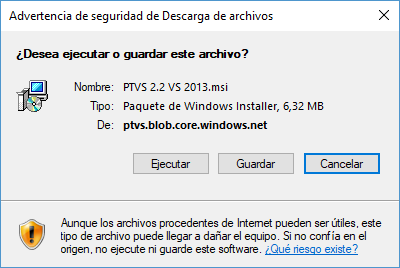 Advertencia de seguridad de Descarga de archivos
¿Desea ejecutar o guardar este archivo?
Nombre: PTVS 2.2 VS 2013.msi
Tipo: Paquete de Windows Installer, 6,32 MB
De: ptvs.blob.core.windows.net
Ejecutar Guardar Cancelar
Aunque los archivos procedentes de Internet pueden ser útiles, este
tipo de archivo puede llegar a dañar el equipo. Si no confía en el
origen, no ejecute ni guarde este software. ¿Qué riesgo existe?